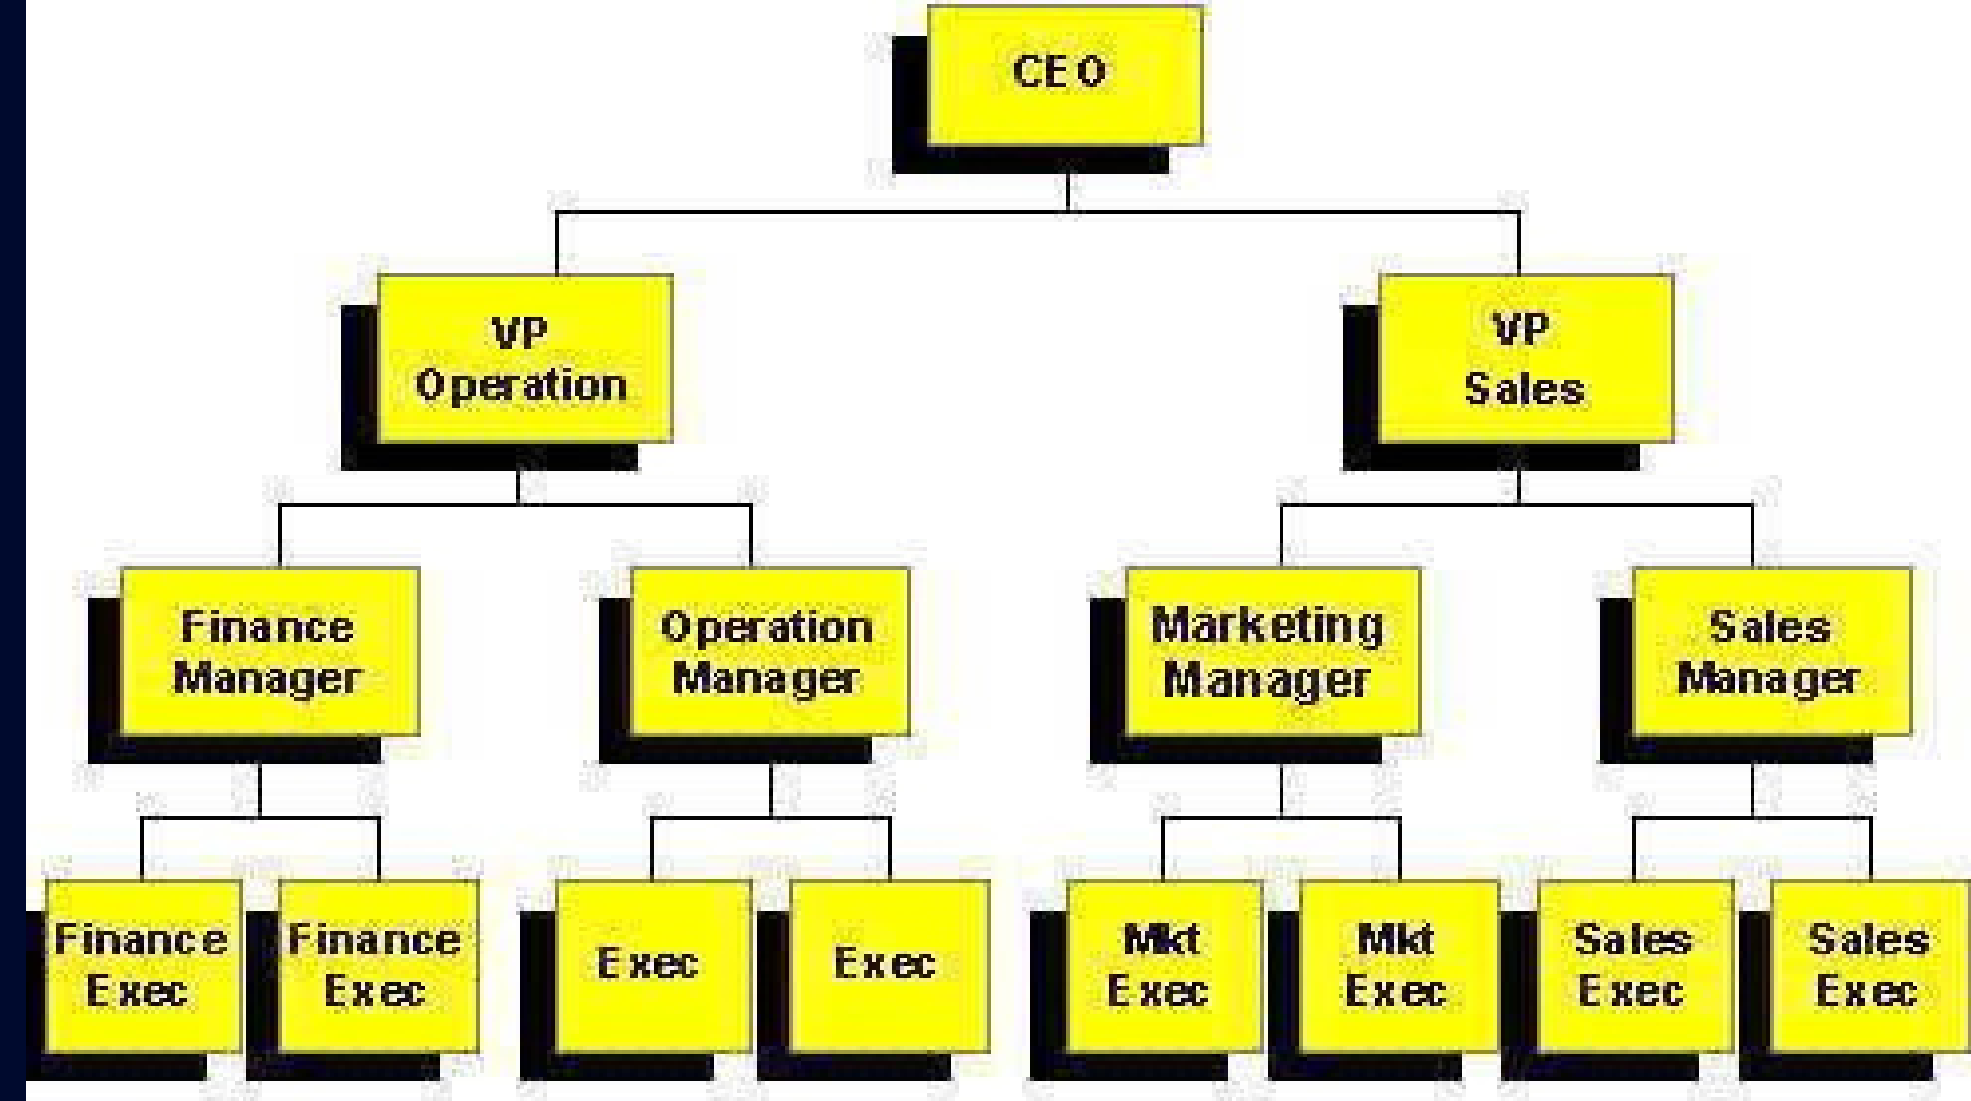 CEO
VP
Operation
VP
Sales
Finance
Manager
Operation
Manager
Marketing
Manager
Sales
Manager
Finance
Exec
Finance
Exec
Exec
Exec
Mkt
Exec
Mkt
Exec
Sales
Exec
Sales
Exec